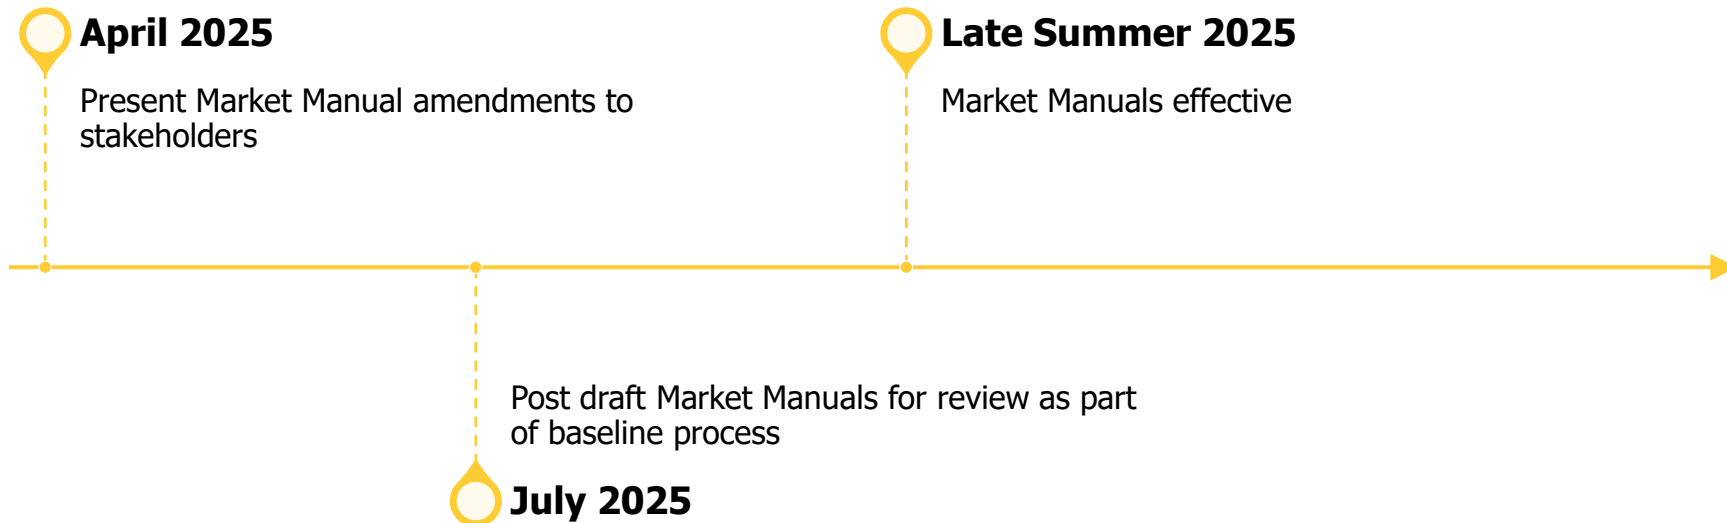 April 2025
Present Market Manual amendments to
stakeholders
Late Summer 2025
Market Manuals effective
Post draft Market Manuals for review as part
of baseline process
July 2025